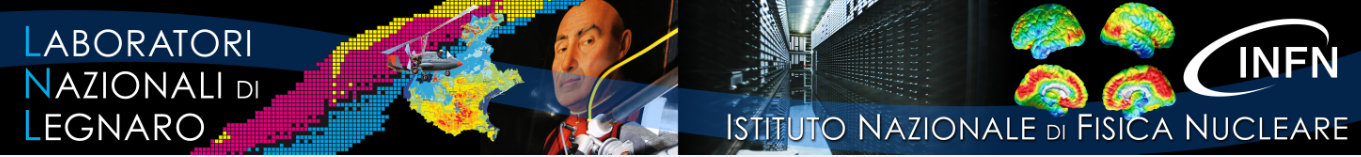 LABORATORI
NAZIONALI DI
LEGNARO
INFN
ISTITUTO NAZIONALE DI FISICA NUCLEARE